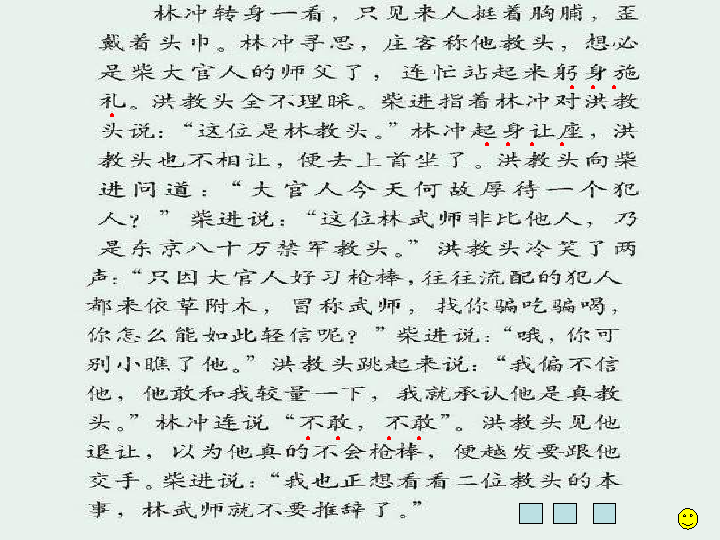 林冲转身一看，只见来人挺着胸脯，歪
戴着头巾。林冲寻思，庄客称他教头，想必
是柴大官人的师父了，连忙站起来躬身施
礼。洪教头全不理睬。柴进指着林冲对洪教
头说：“这位是林教头。”林冲起身让座，洪
教头也不相让，便去上首坐了。洪教头向柴
进问道：“大官人今天何故厚待一个犯
人？”柴进说：“这位林武师非比他人，乃
是东京八十万禁军教头。”洪教头冷笑了两
声：“只因大官人好习枪棒，往往流配的犯人
都来依草附木，冒称武师，找你骗吃骗喝，
你怎么能如此轻信呢？”柴进说：“哦，你可
别小瞧了他。”洪教头跳起来说：“我偏不信
他，他敢和我较量一下，我就承认他是真教
头。”林冲连说“不敢，不敢”。洪教头见他
退让，以为他真的不会枪棒，便越发要跟他
交手。柴进说：“我也正想看看二位教头的本
事，林武师就不要推辞了。”